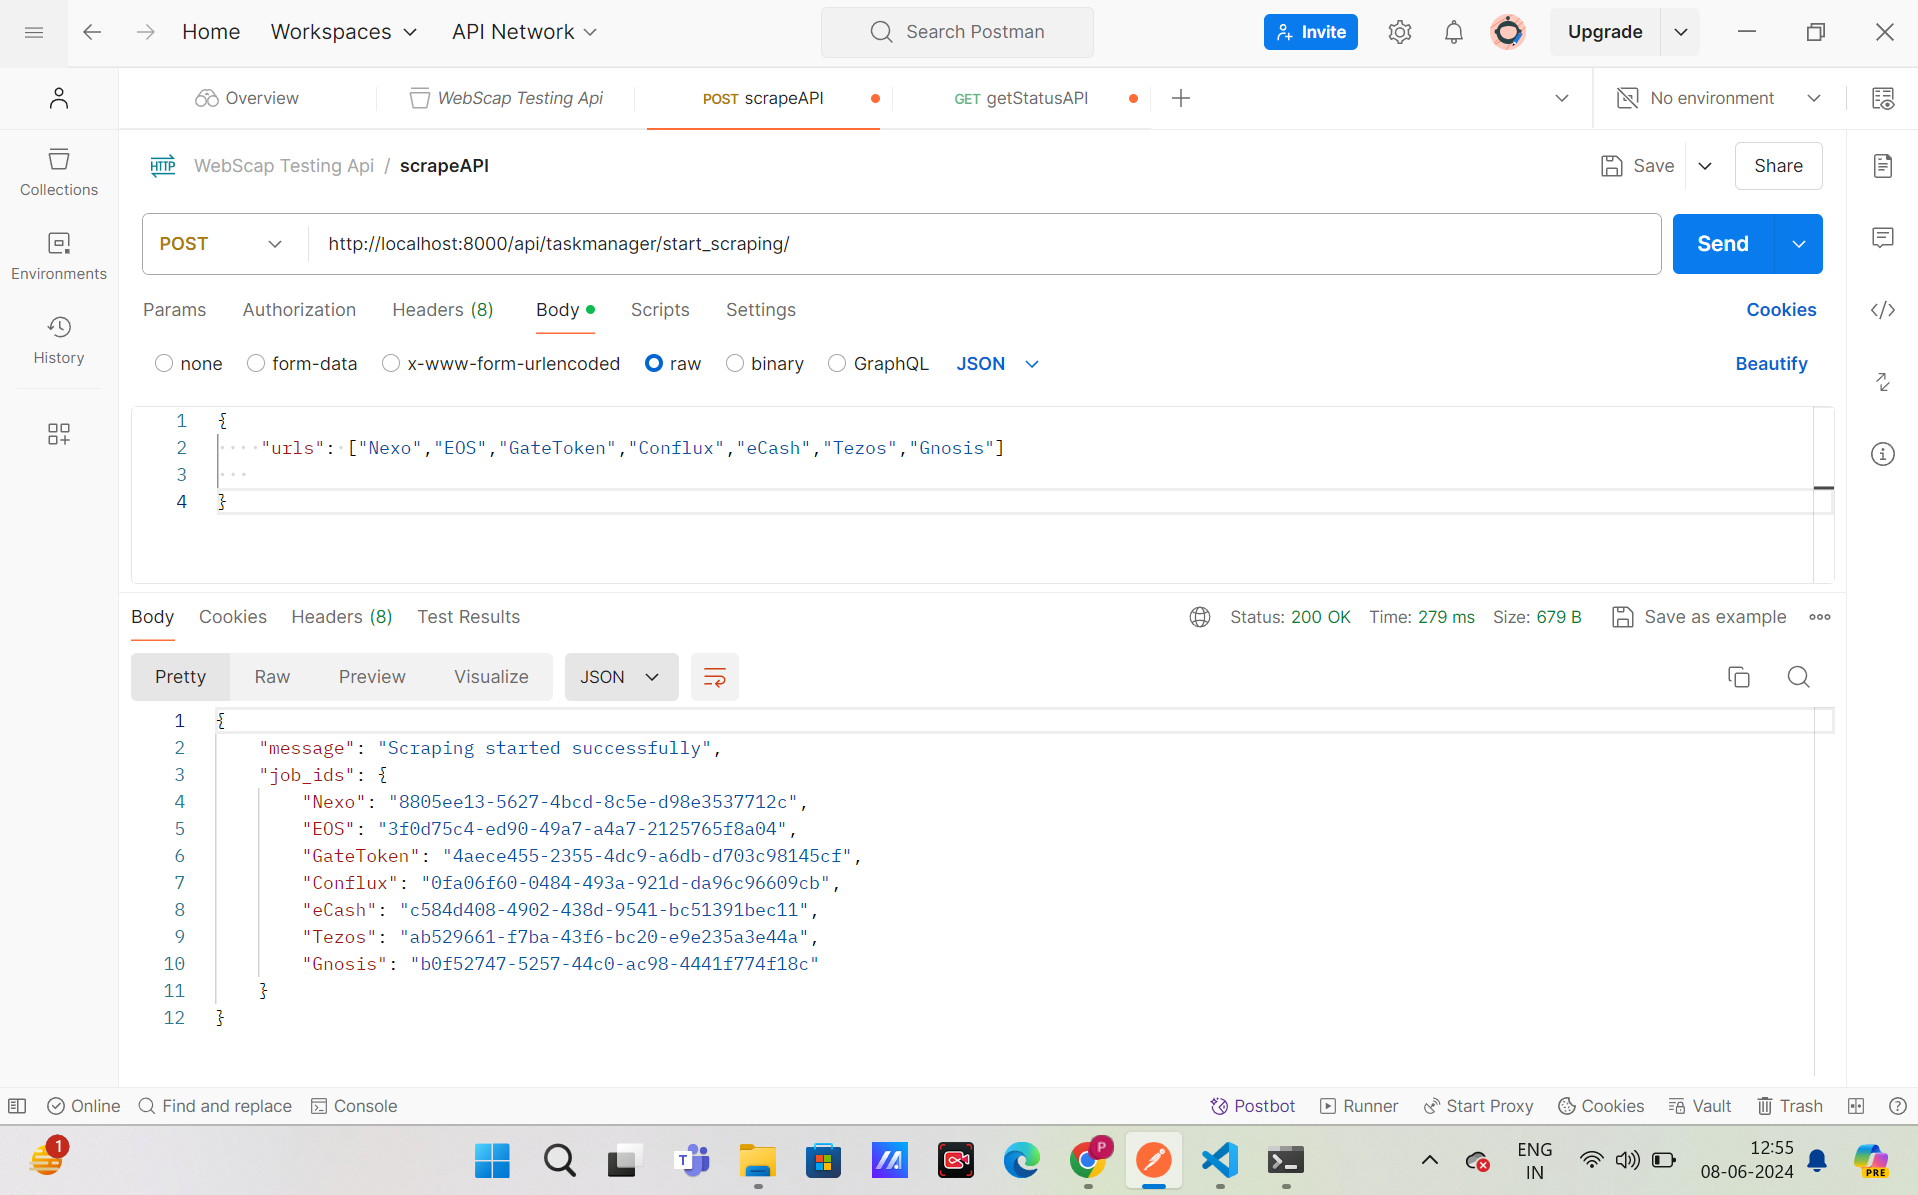 Home Workspaces API Network Search Postman Invite Upgrade
Overview WebScap Testing Api POST scrapeAPI GET getStatusAPI No environment
HTTP WebScap Testing Api / scrapeAPI Save Share
Collections
POST http://localhost:8000/api/taskmanager/start_scraping/ Send
Environments
Params Authorization Headers (8) Body Scripts Settings Cookies
History
none form-data x-www-form-urlencoded raw binary GraphQL JSON Beautify
1 {
2 "urls": ["Nexo","EOS","GateToken","Conflux","eCash","Tezos","Gnosis"]
3
4 }
Body Cookies Headers (8) Test Results Status: 200 OK Time: 279 ms Size: 679 B Save as example
Pretty Raw Preview Visualize JSON
1 {
2 "message": "Scraping started successfully",
3 "job_ids": {
4 "Nexo": "8805ee13-5627-4bcd-8c5e-d98e3537712c",
5 "EOS": "3f0d75c4-ed90-49a7-a4a7-2125765f8a04",
6 "GateToken": "4aece455-2355-4dc9-a6db-d703c98145cf",
7 "Conflux": "0fa06f60-0484-493a-921d-da96c96609cb",
8 "eCash": "c584d408-4902-438d-9541-bc51391bec11",
9 "Tezos": "ab529661-f7ba-43f6-bc20-e9e235a3e44a",
10 "Gnosis": "b0f52747-5257-44c0-ac98-4441f774f18c"
11 }
12 }
Online Find and replace Console Postbot Runner Start Proxy Cookies Vault Trash
1 T P ENG 12:55
IN 08-06-2024 PRE